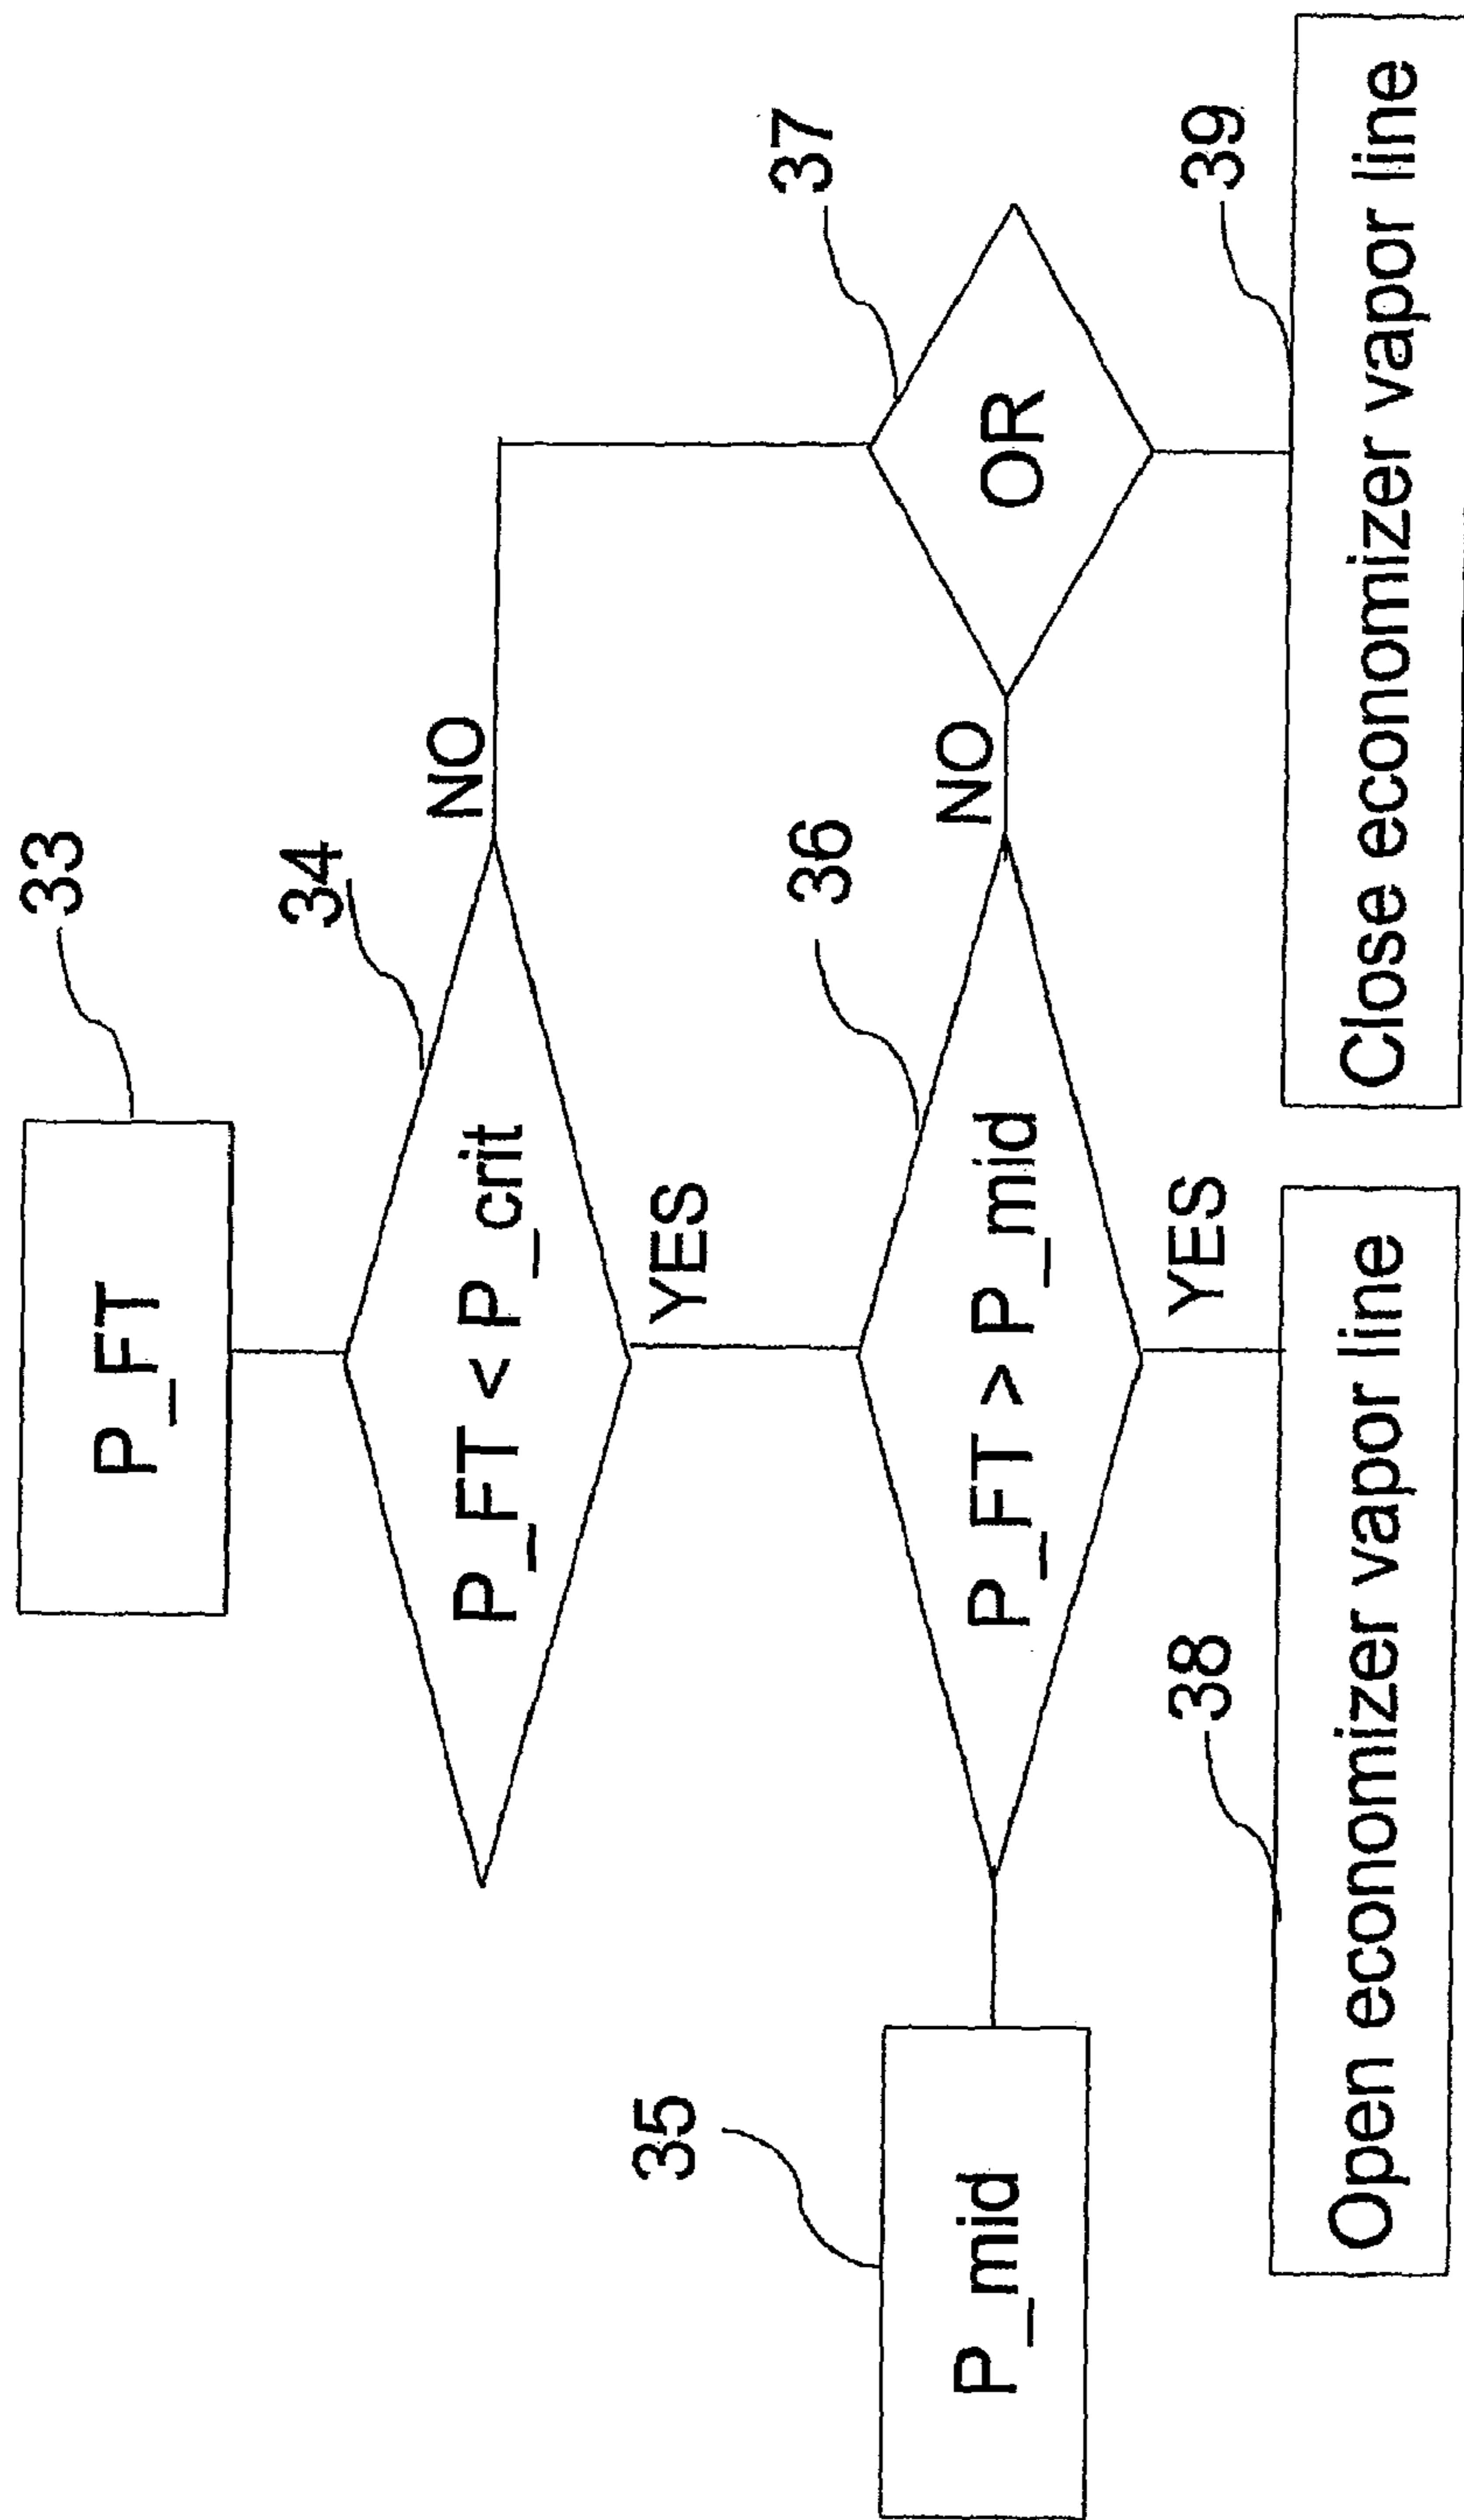 33
P_FT
34
P_FT < P_crit
NO
YES
35
P_mid
36
P_FT > P_mid
NO
37
OR
YES
38
Open economizer vapor line
39
Close economizer vapor line